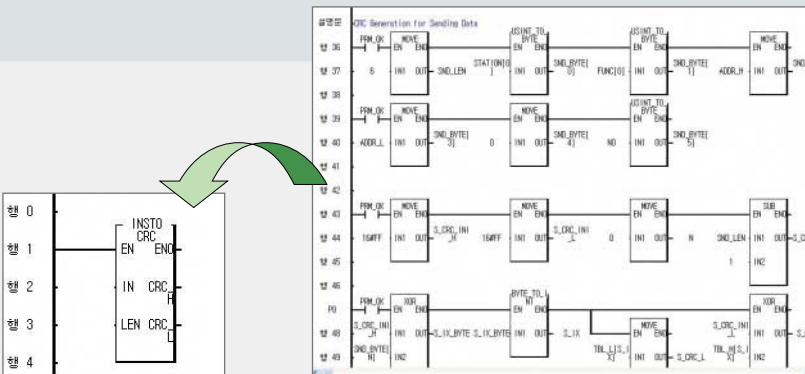 설명문 CRC Generation for Sending Data
행 36 PRM_OK MOVE EN ENO USINT_TO_BYTE EN ENO USINT_TO_BYTE EN ENO MOVE EN ENO
행 37 6 IN1 OUT SND_LEN STATION[0] IN1 OUT SND_BYTE[0] FUNC[0] IN1 OUT SND_BYTE[1] ADDR_H IN1 OUT
행 38
행 39 PRM_OK MOVE EN ENO MOVE EN ENO USINT_TO_BYTE EN ENO
행 40 ADDR_L IN1 OUT SND_BYTE[3] 0 IN1 OUT SND_BYTE[4] NO IN1 OUT SND_BYTE[5]
행 41
행 42
행 43 PRM_OK MOVE EN ENO MOVE EN ENO MOVE EN ENO SUB EN ENO
행 44 16#FF IN1 OUT S_CRC_INI_H 16#FF IN1 OUT S_CRC_INI_L 0 IN1 OUT N SND_LEN IN1 OUT
행 45 1 IN2
행 46
PO PRM_OK XOR EN ENO BYTE_TO_INT EN ENO XOR EN ENO
행 48 S_CRC_INI_H IN1 OUT S_IX_BYTE S_IX_BYTE IN1 OUT S_IX MOVE EN ENO S_CRC_INI_L IN1 OUT
행 49 SND_BYTE[N] IN2 TBL_L[S_IX] IN1 OUT S_CRC_L TBL_H[S_IX] IN2
행 0
INSTO
CRC
행 1 EN ENO
행 2 IN CRC_H
행 3 LEN CRC_L
행 4